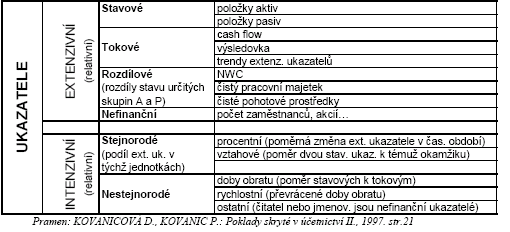 UKAZATELE
EXTENZIVNÍ
(relativní)
Stavové
položky aktiv
položky pasiv
Tokové
cash flow
výsledovka
trendy extenz. ukazatelů
Rozdílové
(rozdíly stavu určitých
skupin A a P)
NWC
čistý pracovní majetek
čisté pohotové prostředky
Nefinanční
počet zaměstnanců, akcií…
INTENZIVNÍ
(relativní)
Stejnorodé
(podíl ext. uk. v
týchž jednotkách)
procentní (poměrná změna ext. ukazatele v čas. období)
vztahové (poměr dvou stav. ukaz. k témuž okamžiku)
Nestejnorodé
doby obratu (poměr stavových k tokovým)
rychlostní (převrácené doby obratu)
ostatní (čitatel nebo jmenov. jsou nefinanční ukazatelé)
Pramen: KOVANICOVA D., KOVANIC P.: Poklady skryté v účetnictví II., 1997. str.21